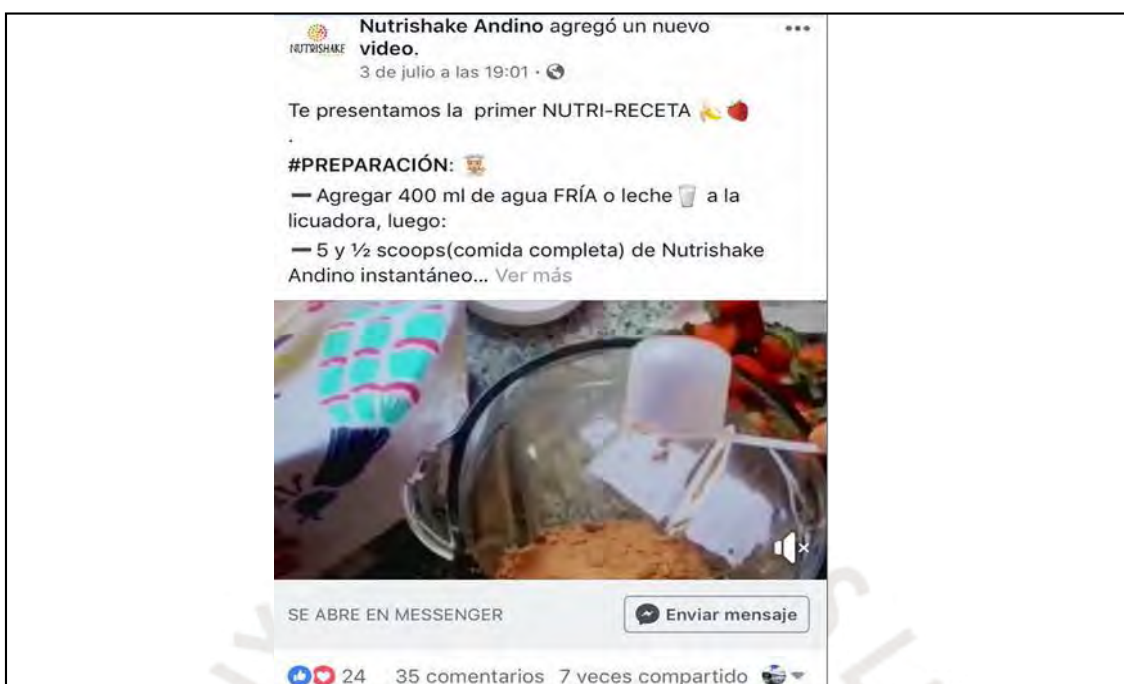 Nutrishake Andino agregó un nuevo
NUTRISHAKE video.
3 de julio a las 19:01 ·
Te presentamos la primer NUTRI-RECETA 🍌🍓
.
#PREPARACIÓN: 👨🏼‍🍳
➖Agregar 400 ml de agua FRÍA o leche🥛 a la
licuadora, luego:
➖5 y ½ scoops(comida completa) de Nutrishake
Andino instantáneo... Ver más
SE ABRE EN MESSENGER
Enviar mensaje
24 35 comentarios 7 veces compartido